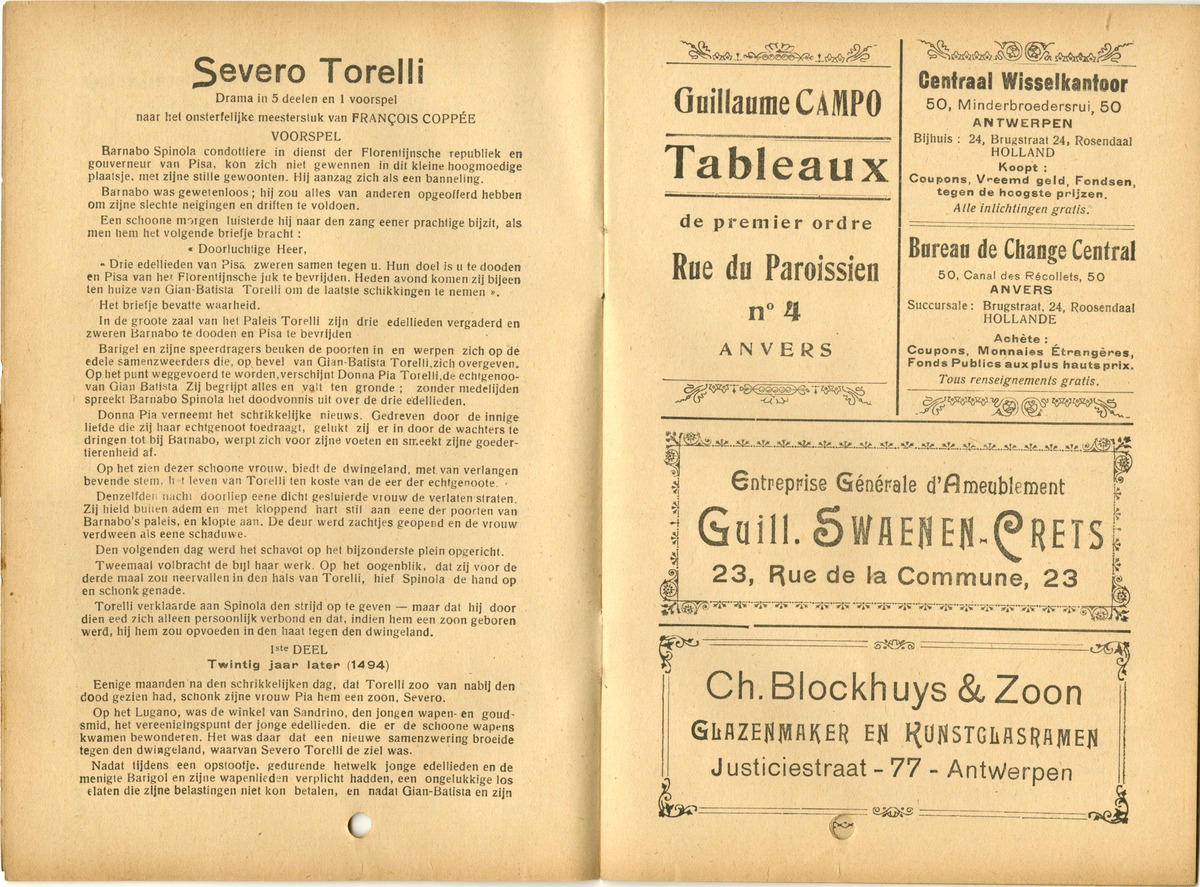 Severo Torelli
Drama in 5 deelen en 1 voorspel
naar het onsterfelijke meesterstuk van FRANÇOIS COPPÉE
VOORSPEL
Barnabo Spinola condottiere in dienst der Florentijnsche republiek en
gouverneur van Pisa, kon zich niet gewennen in dit kleine hoogmoedige
plaatsje, met zijne stille gewoonten. Hij aanzag zich als een banneling.
Barnabo was gewetenloos ; hij zou alles van anderen opgeofferd hebben
om zijne slechte neigingen en driften te voldoen.
Een schoone morgen luisterde hij naar den zang eener prachtige bijzit, als
men hem het volgende briefje bracht :
« Doorluchtige Heer,
« Drie edellieden van Pisa zweren samen tegen u. Hun doel is u te dooden
en Pisa van het Florentijnsche juk te bevrijden. Heden avond komen zij bijeen
ten huize van Gian-Batista Torelli om de laatste schikkingen te nemen ».
Het briefje bevatte waarheid.
In de groote zaal van het Paleis Torelli zijn drie edellieden vergaderd en
zweren Barnabo te dooden en Pisa te bevrijden
Barigel en zijne speerdragers beuken de poorten in en werpen zich op de
edele samenzweerders die, op bevel van Gian-Batista Torelli, zich overgeven.
Op het punt weggevoerd te worden, verschijnt Donna Pia Torelli, de echtgenoo-
van Gian Batista Zij begrijpt alles en valt ten gronde ; zonder medelijden
spreekt Barnabo Spinola het doodvonnis uit over de drie edellieden.
Donna Pia verneemt het schrikkelijke nieuws. Gedreven door de innige
liefde die zij haar echtgenoot toedraagt, gelukt zij er in door de wachters te
dringen tot bij Barnabo, werpt zich voor zijne voeten en smeekt zijne goeder-
tierenheid af.
Op het zien dezer schoone vrouw, biedt de dwingeland, met van verlangen
bevende stem, het leven van Torelli ten koste van de eer der echtgenoote.
Denzelfden nacht doorliep eene dicht gesluierde vrouw de verlaten straten.
Zij hield buiten adem en met kloppend hart stil aan eene der poorten van
Barnabo's paleis, en klopte aan. De deur werd zachtjes geopend en de vrouw
verdween als eene schaduwe.
Den volgenden dag werd het schavot op het bijzonderste plein opgericht.
Tweemaal volbracht de bijl haar werk. Op het oogenblik, dat zij voor de
derde maal zou neervallen in den hals van Torelli, hief Spinola de hand op
en schonk genade.
Torelli verklaarde aan Spinola den strijd op te geven — maar dat hij door
dien eed zich alleen persoonlijk verbond en dat, indien hem een zoon geboren
werd, hij hem zou opvoeden in den haat tegen den dwingeland.
1ste DEEL
Twintig jaar later (1494)
Eenige maanden na den schrikkelijken dag, dat Torelli zoo van nabij den
dood gezien had, schonk zijne vrouw Pia hem een zoon, Severo.
Op het Lugano, was de winkel van Sandrino, den jongen wapen- en goud-
smid, het vereenigingspunt der jonge edellieden. die er de schoone wapens
kwamen bewonderen. Het was daar dat een nieuwe samenzwering broeide
tegen den dwingeland, waarvan Severo Torelli de ziel was.
Nadat tijdens een opstootje, gedurende hetwelk jonge edellieden en de
menigte Barigol en zijne wapenlieden verplicht hadden, een ongelukkige los
elaten die zijne belastingen niet kon betalen, en nadat Gian-Batista en zijn
Guillaume CAMPO
Tableaux
de premier ordre
Rue du Paroissien
nº 4
ANVERS
Centraal Wisselkantoor
50, Minderbroedersrui, 50
ANTWERPEN
Bijhuis : 24, Brugstraat 24, Rosendaal
HOLLAND
Koopt :
Coupons, Vreemd geld, Fondsen,
tegen de hoogste prijzen.
Alle inlichtingen gratis.
Bureau de Change Central
50, Canal des Récollets, 50
ANVERS
Succursale : Brugstraat, 24, Roosendaal
HOLLANDE
Achète :
Coupons, Monnaies Étrangères,
Fonds Publics aux plus hauts prix.
Tous renseignements gratis.
Entreprise Générale d'Ameublement
Guill. SWAENEN-CRETS
23, Rue de la Commune, 23
Ch. Blockhuys & Zoon
GLAZENMAKER EN KUNSTGLASRAMEN
Justiciestraat - 77 - Antwerpen